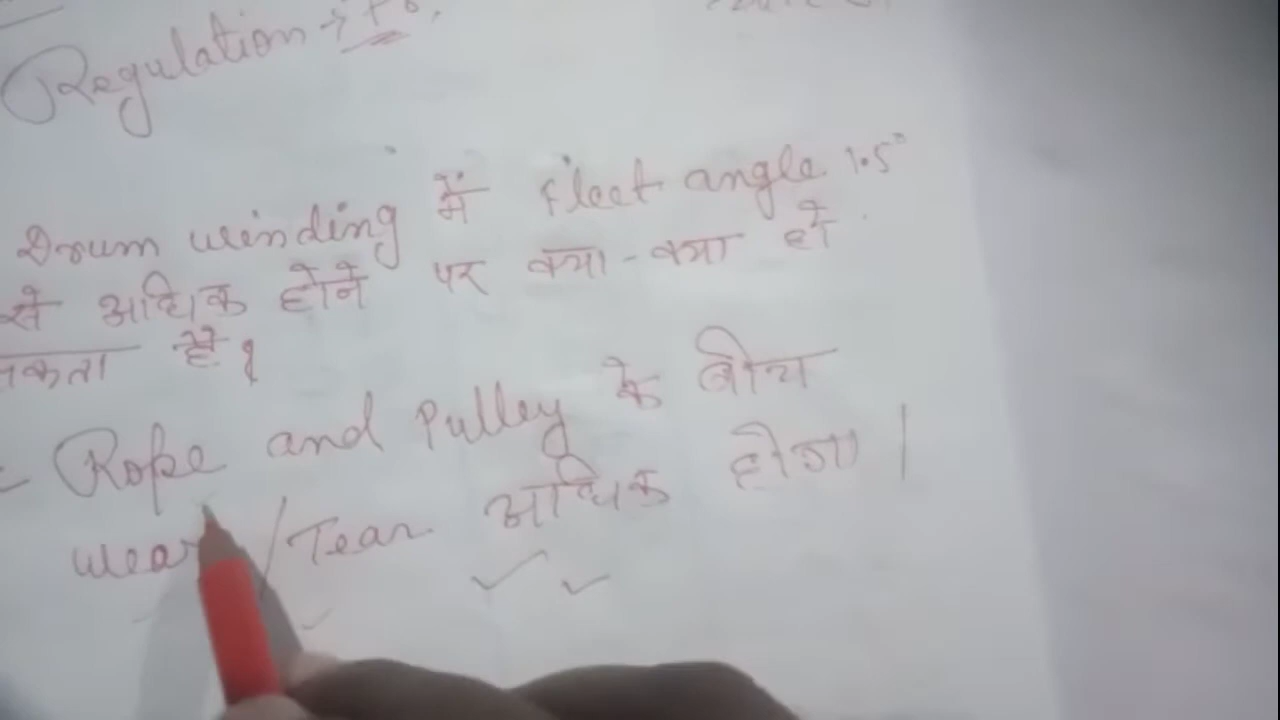 Regulation →
Drum winding में fleet angle 1.5°
से अधिक होने पर क्या-क्या हो
सकता है?
Rope and Pulley के बीच
wear/Tear अधिक होगा।